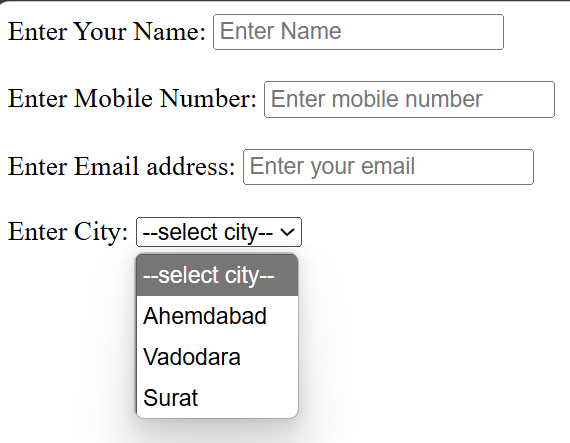 Enter Your Name: Enter Name
Enter Mobile Number: Enter mobile number
Enter Email address: Enter your email
Enter City: --select city--
--select city--
Ahemdabad
Vadodara
Surat